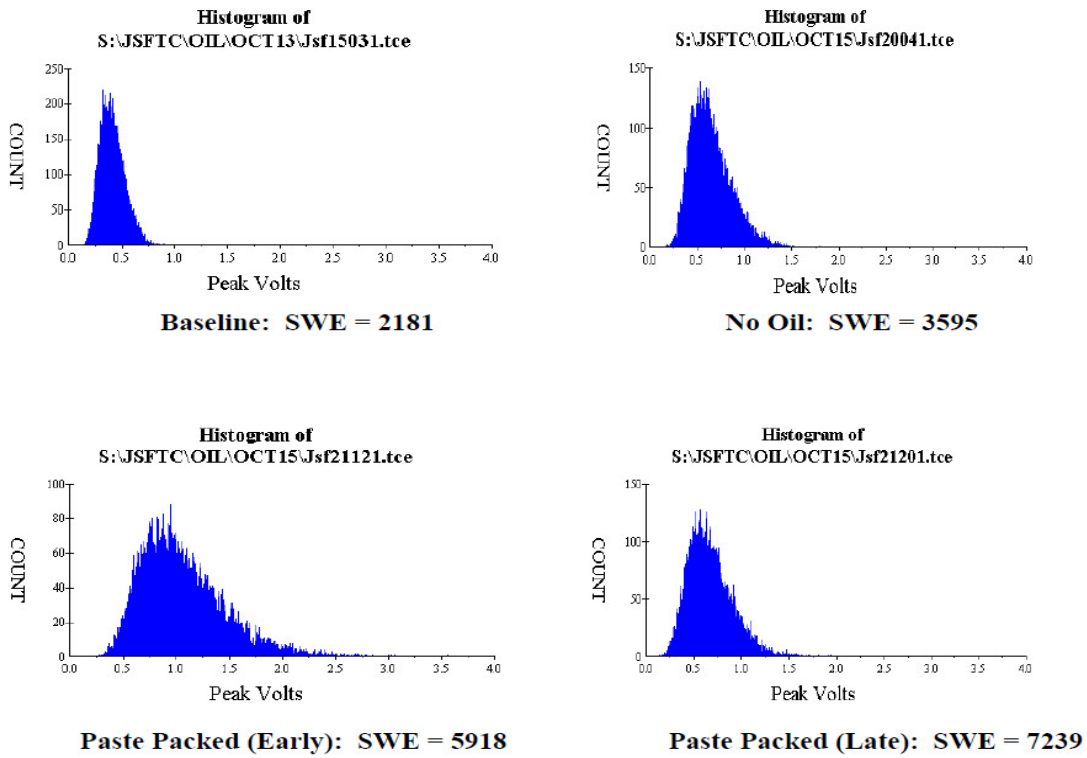 Histogram of
S:\JSFTC\OIL\OCT13\Jsf15031.tce
250
200
150
100
50
0
COUNT
0.0 0.5 1.0 1.5 2.0 2.5 3.0 3.5 4.0
Peak Volts
Baseline: SWE = 2181
Histogram of
S:\JSFTC\OIL\OCT15\Jsf20041.tce
150
100
50
0
COUNT
0.0 0.5 1.0 1.5 2.0 2.5 3.0 3.5 4.0
Peak Volts
No Oil: SWE = 3595
Histogram of
S:\JSFTC\OIL\OCT15\Jsf21121.tce
100
80
60
40
20
0
COUNT
0.0 0.5 1.0 1.5 2.0 2.5 3.0 3.5 4.0
Peak Volts
Paste Packed (Early): SWE = 5918
Histogram of
S:\JSFTC\OIL\OCT15\Jsf21201.tce
150
100
50
0
COUNT
0.0 0.5 1.0 1.5 2.0 2.5 3.0 3.5 4.0
Peak Volts
Paste Packed (Late): SWE = 7239